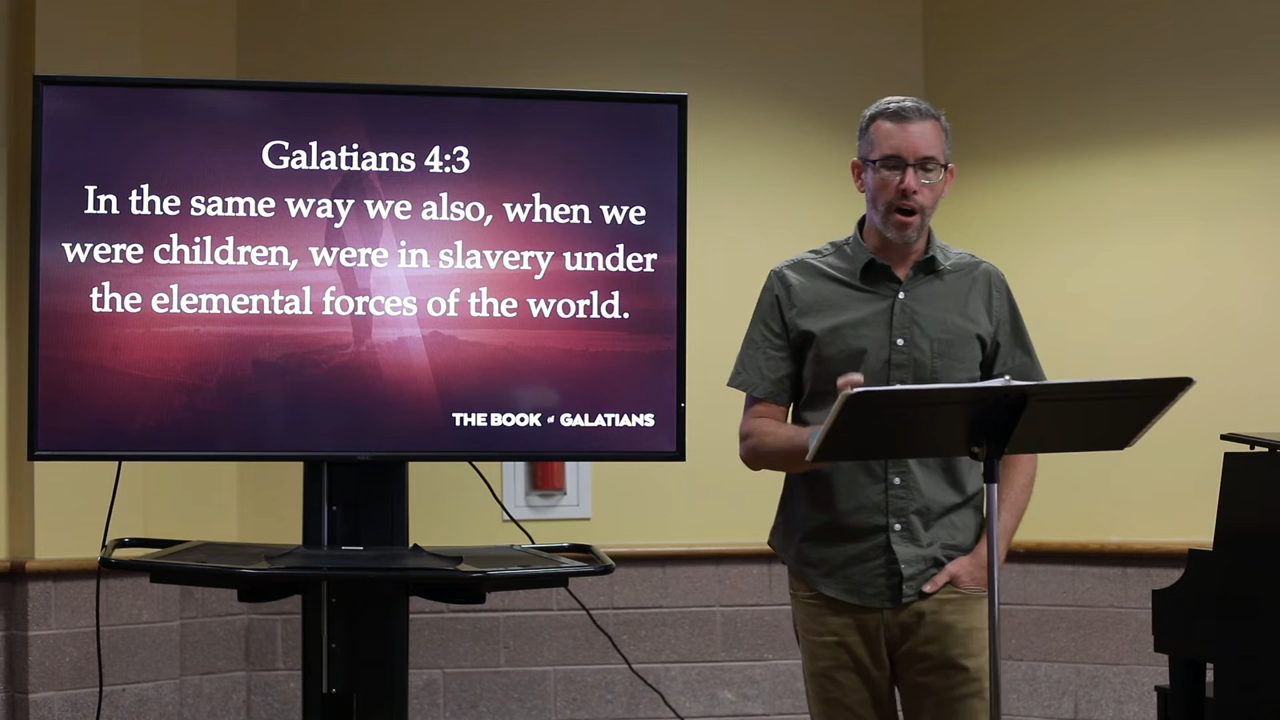 Galatians 4:3
In the same way we also, when we
were children, were in slavery under
the elemental forces of the world.
THE BOOK of GALATIANS